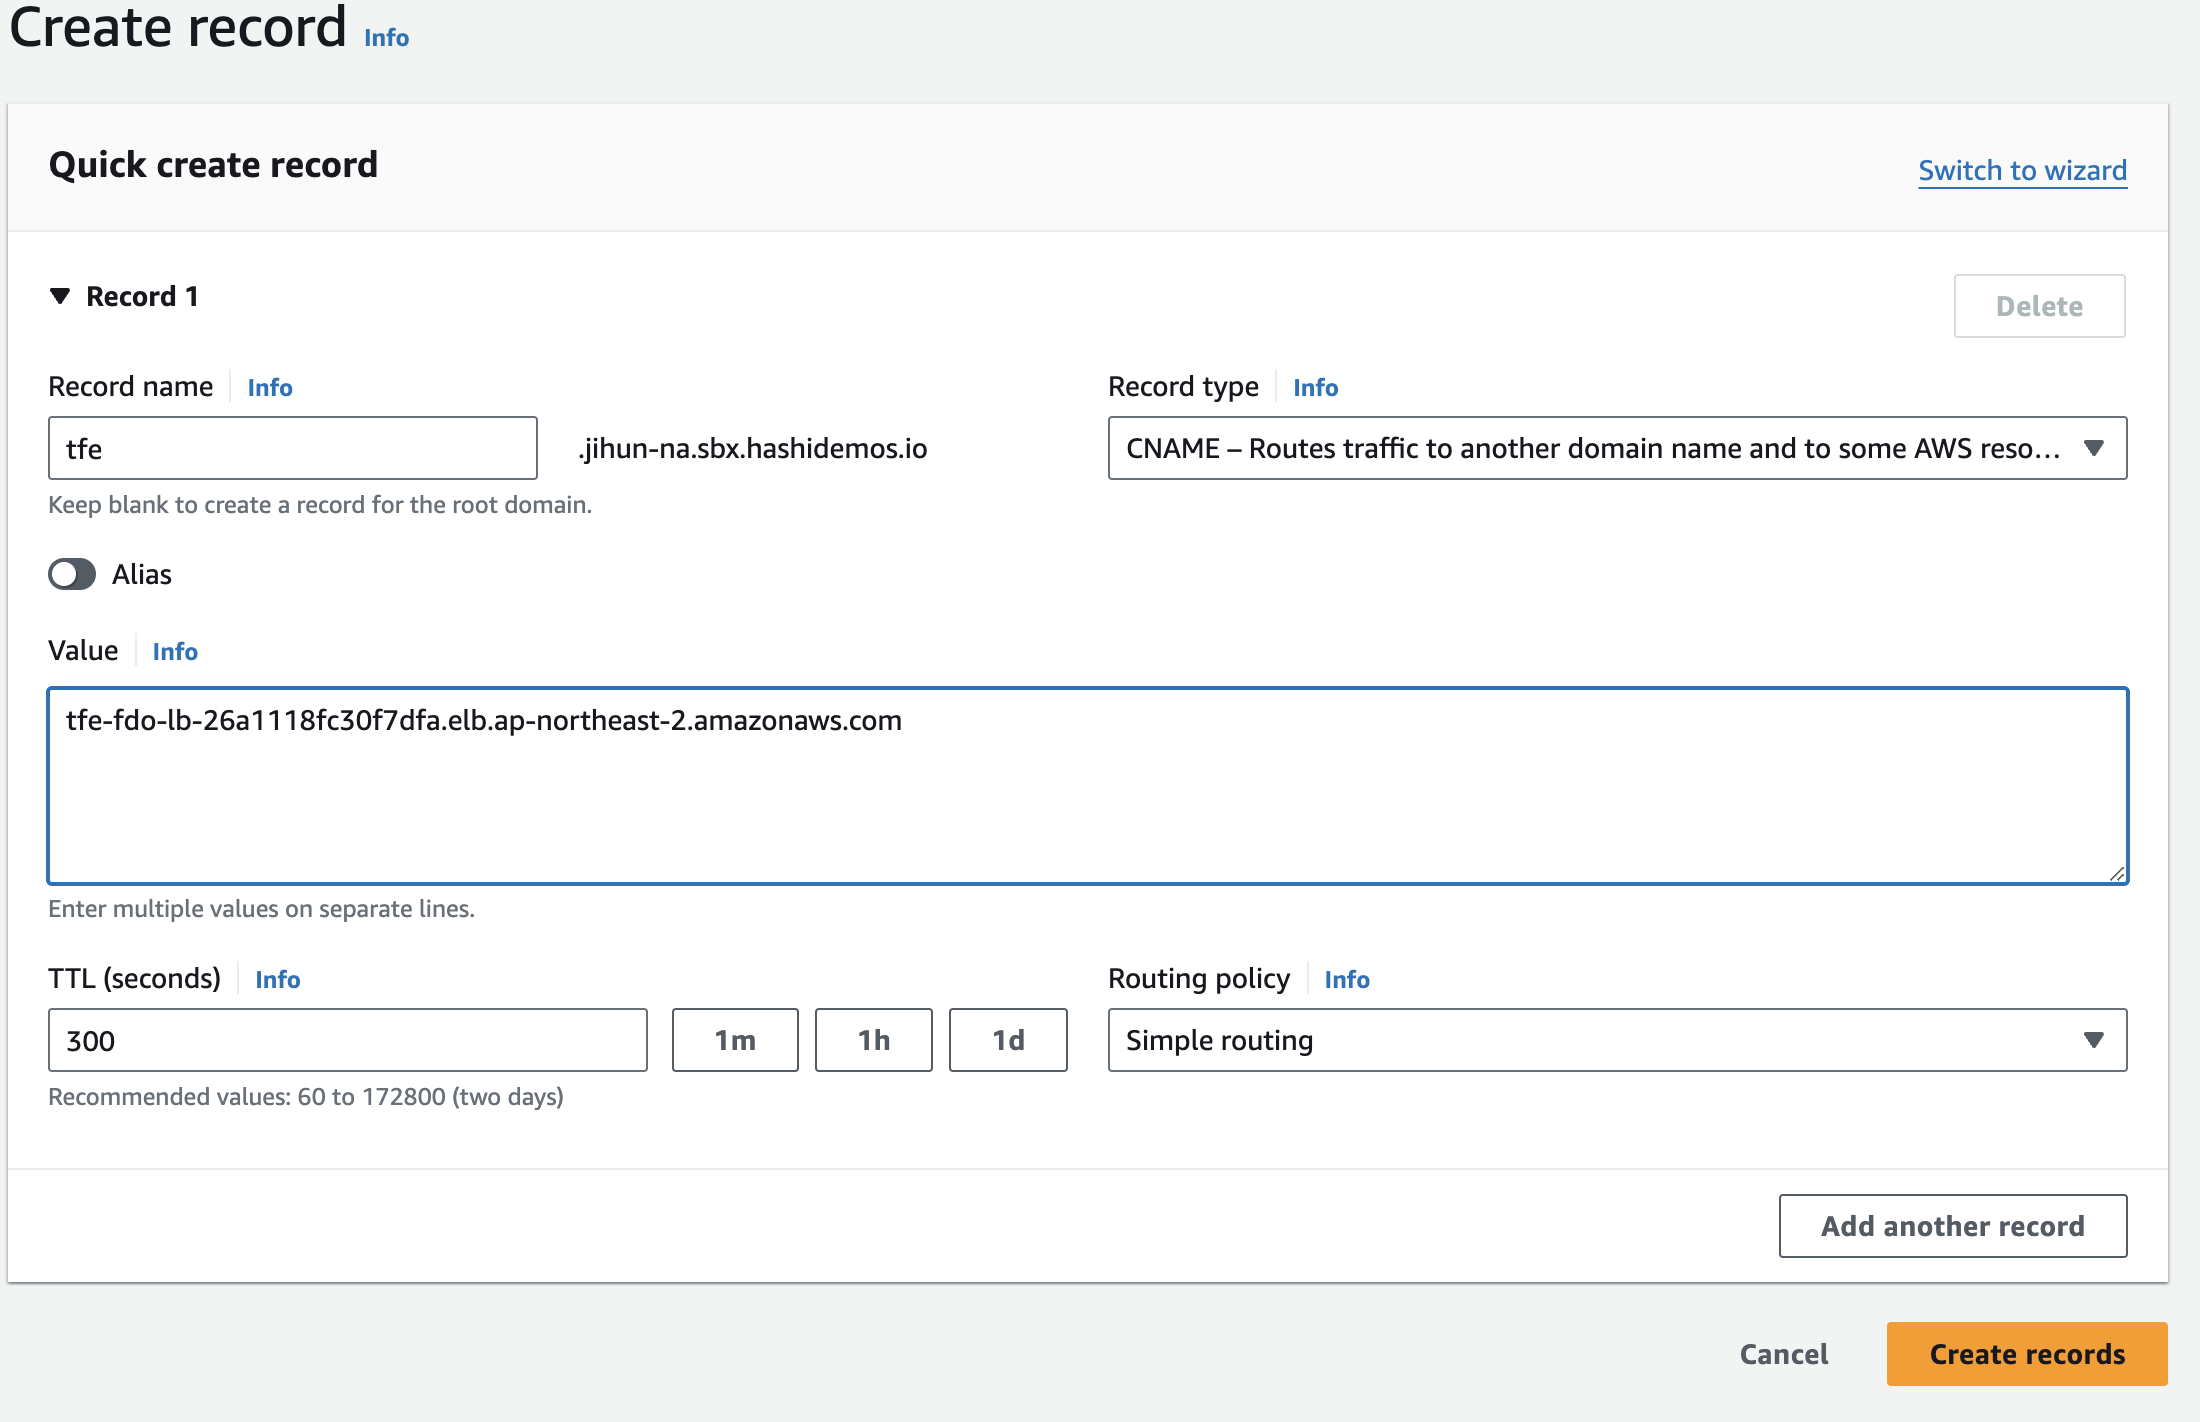 Create record Info
Quick create record
Switch to wizard
Record 1
Delete
Record name Info
Record type Info
tfe .jihun-na.sbx.hashidemos.io
CNAME – Routes traffic to another domain name and to some AWS reso...
Keep blank to create a record for the root domain.
Alias
Value Info
tfe-fdo-lb-26a1118fc30f7dfa.elb.ap-northeast-2.amazonaws.com
Enter multiple values on separate lines.
TTL (seconds) Info
Routing policy Info
300 1m 1h 1d
Simple routing
Recommended values: 60 to 172800 (two days)
Add another record
Cancel Create records